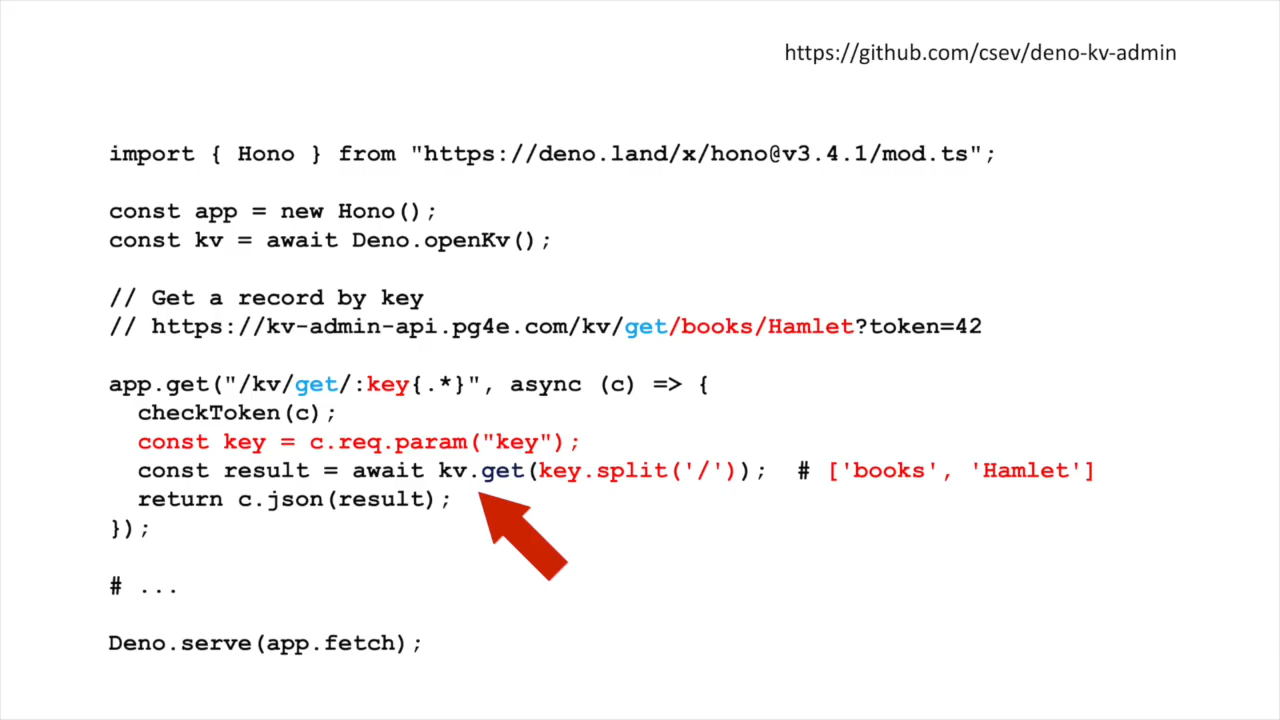 https://github.com/csev/deno-kv-admin
import { Hono } from "https://deno.land/x/hono@v3.4.1/mod.ts";
const app = new Hono();
const kv = await Deno.openKv();
// Get a record by key
// https://kv-admin-api.pg4e.com/kv/get/books/Hamlet?token=42
app.get("/kv/get/:key{.*}", async (c) => {
  checkToken(c);
  const key = c.req.param("key");
  const result = await kv.get(key.split('/'));  # ['books', 'Hamlet']
  return c.json(result);
});
# ...
Deno.serve(app.fetch);